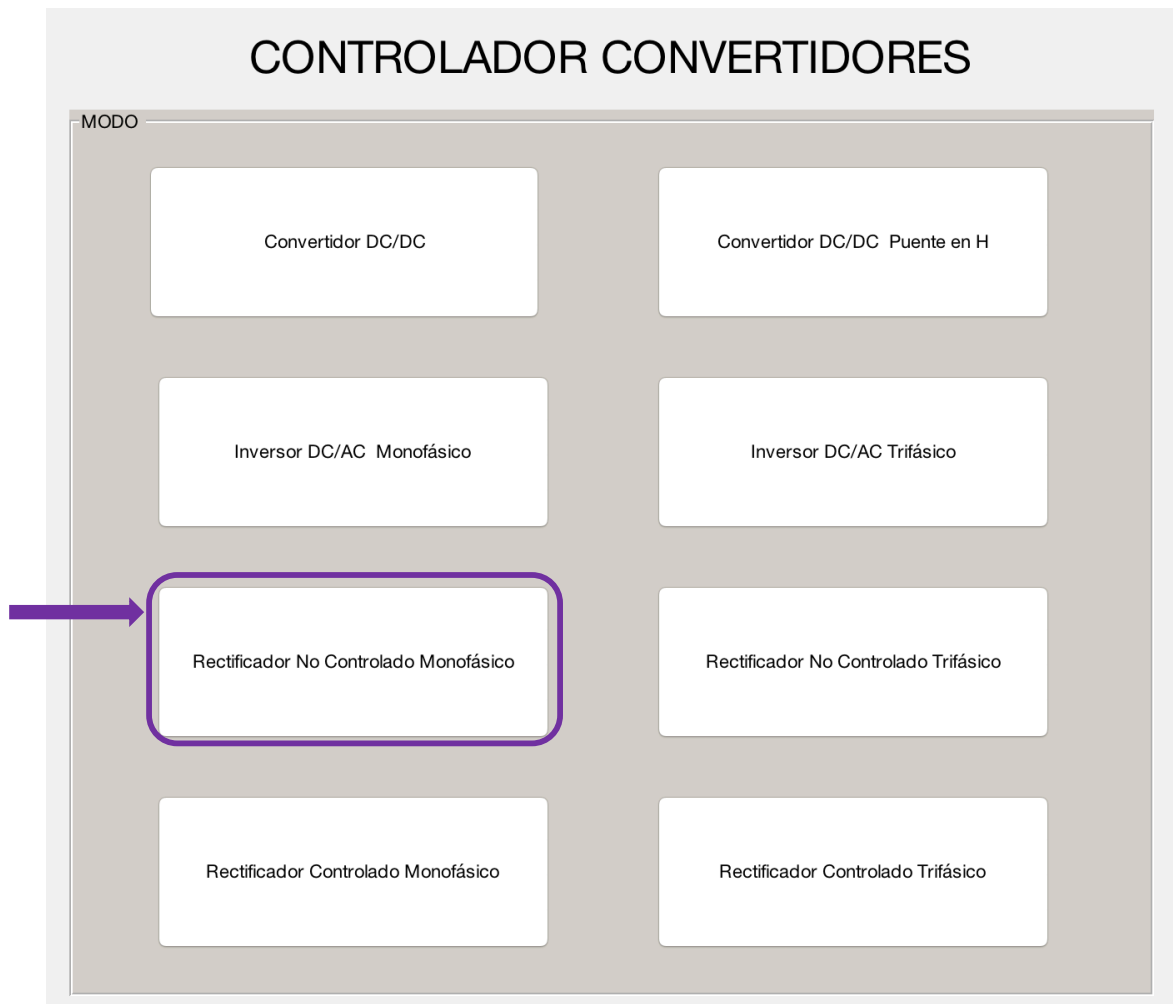 CONTROLADOR CONVERTIDORES
MODO
Convertidor DC/DC
Convertidor DC/DC  Puente en H
Inversor DC/AC  Monofásico
Inversor DC/AC Trifásico
Rectificador No Controlado Monofásico
Rectificador No Controlado Trifásico
Rectificador Controlado Monofásico
Rectificador Controlado Trifásico